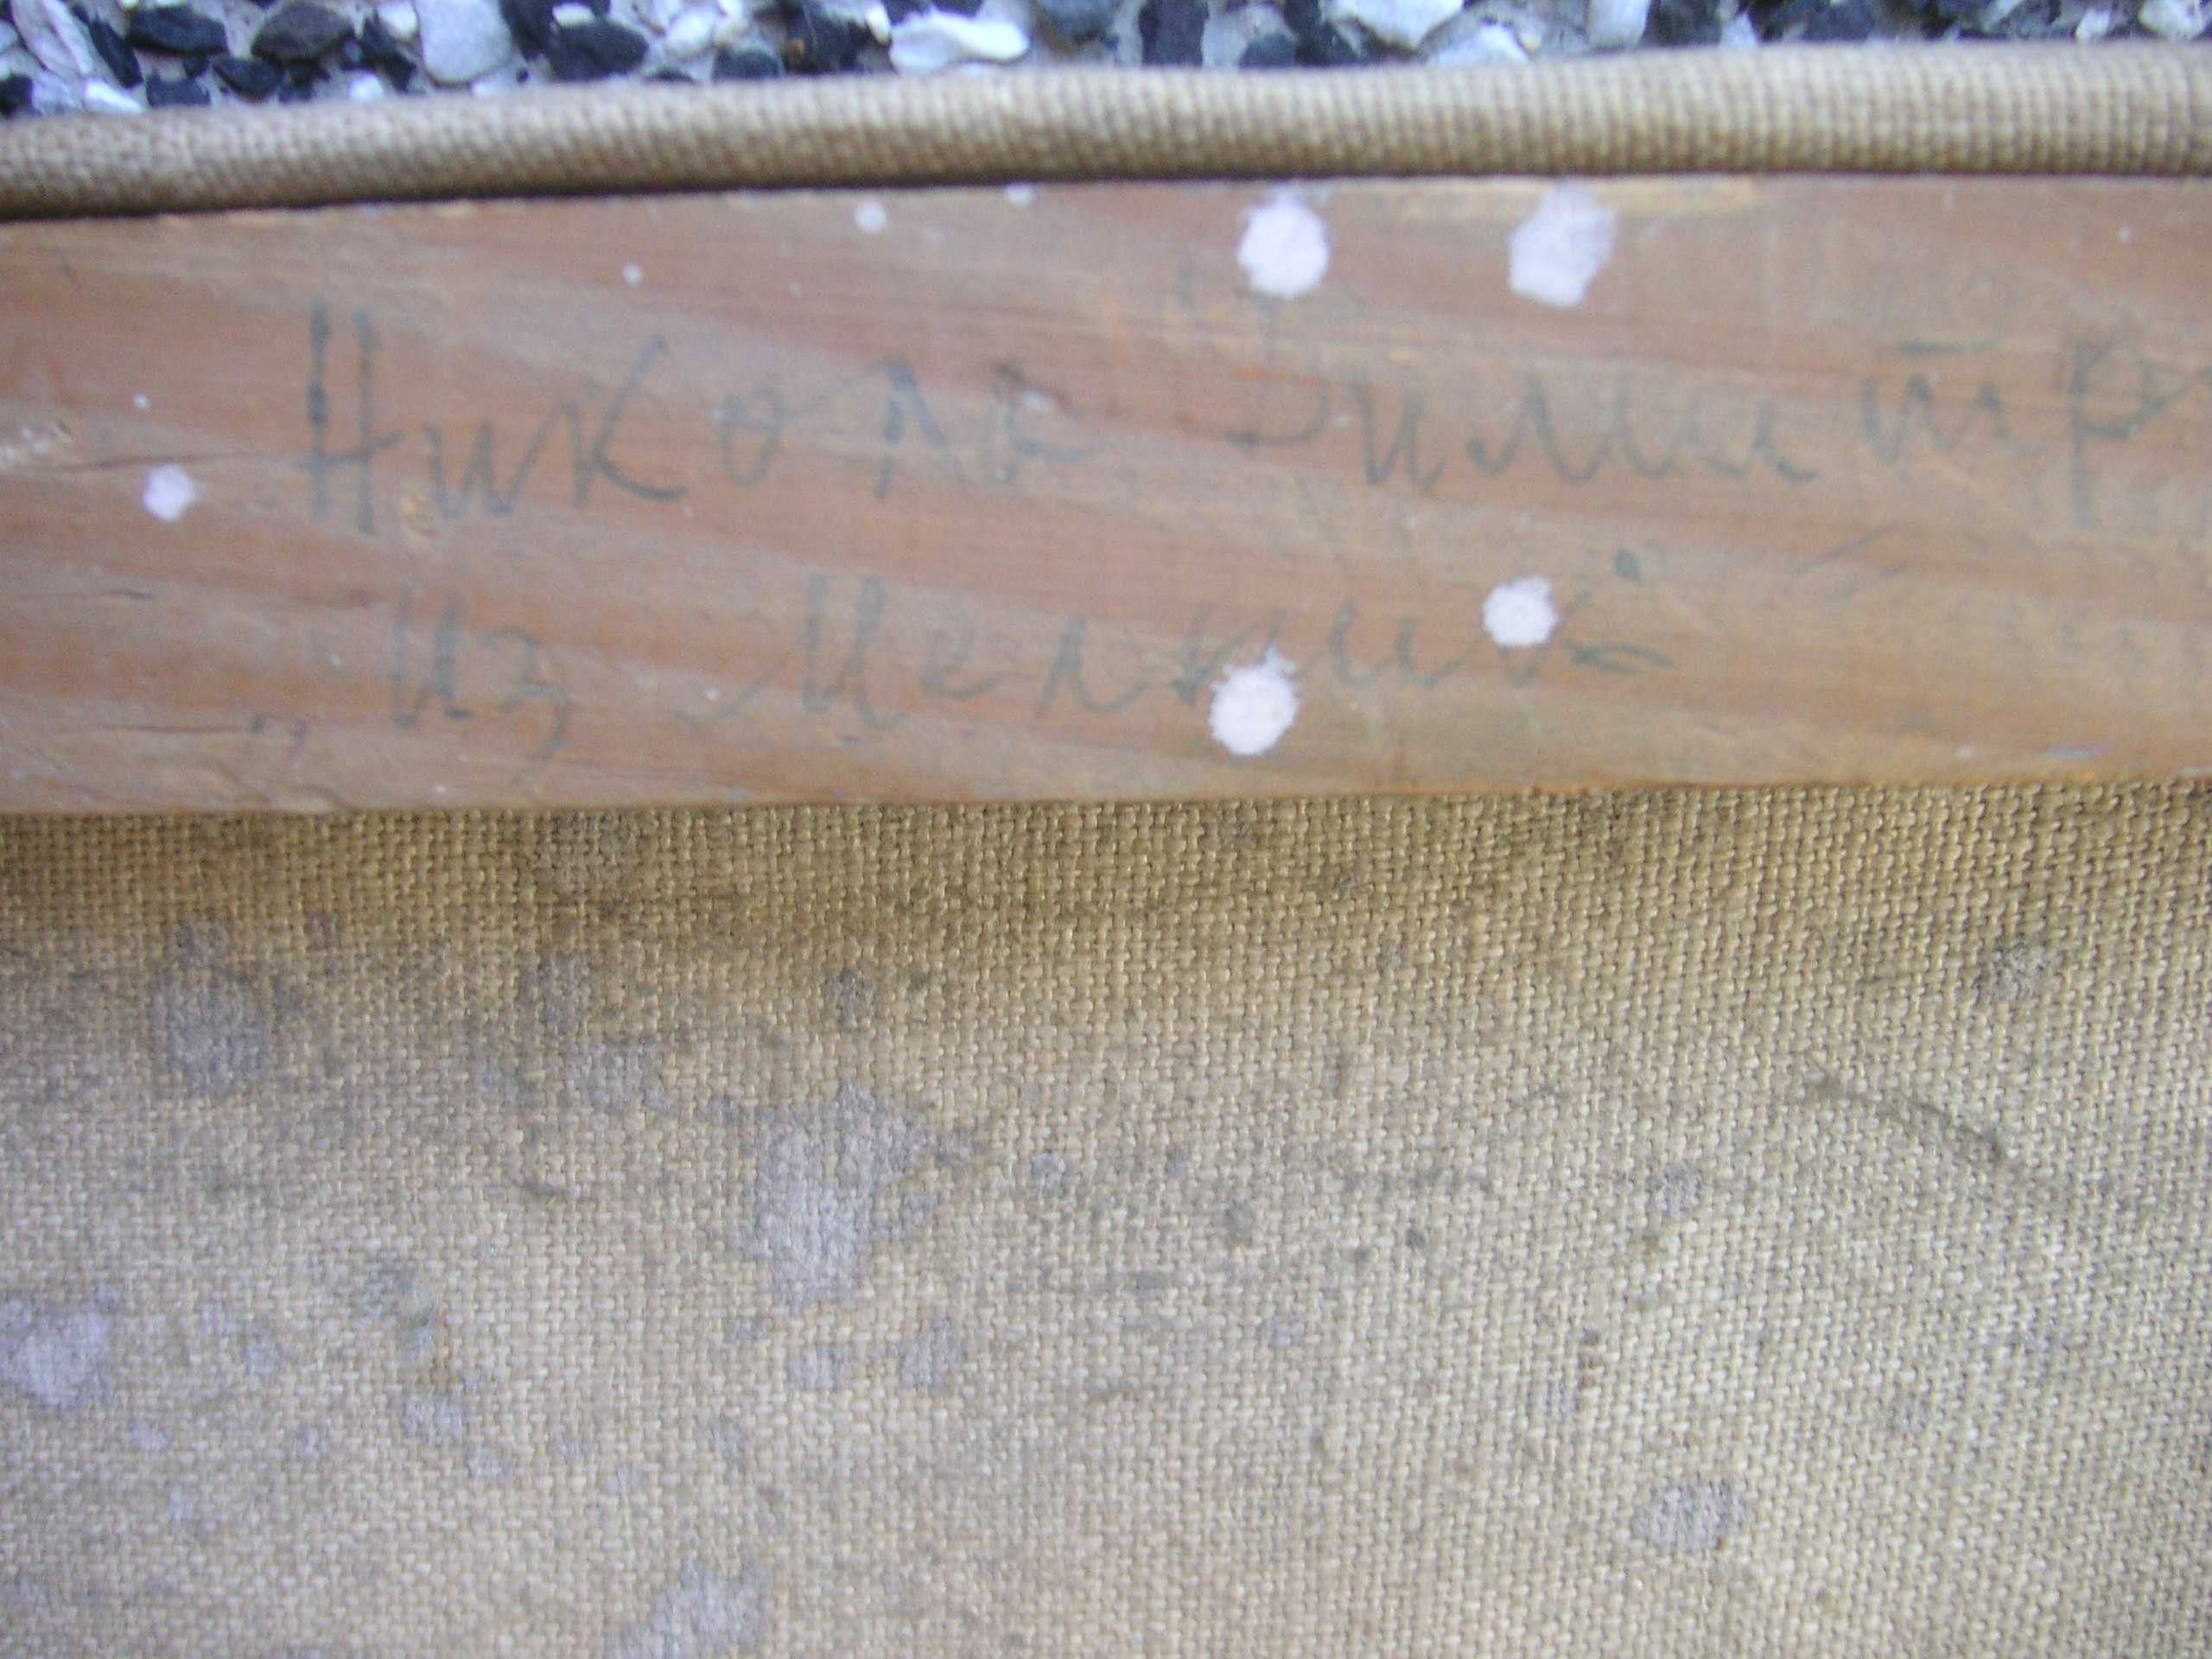 Никола Димитр
„ Из Мелник "